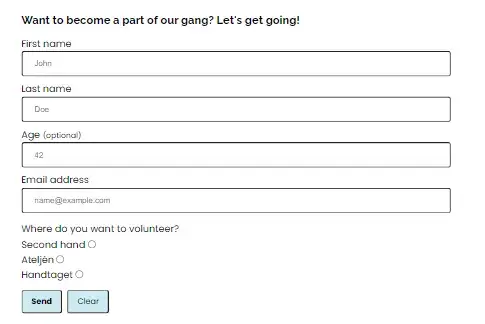 Want to become a part of our gang? Let's get going!
First name
John
Last name
Doe
Age (optional)
42
Email address
name@example.com
Where do you want to volunteer?
Second hand
Ateljén
Handtaget
Send Clear